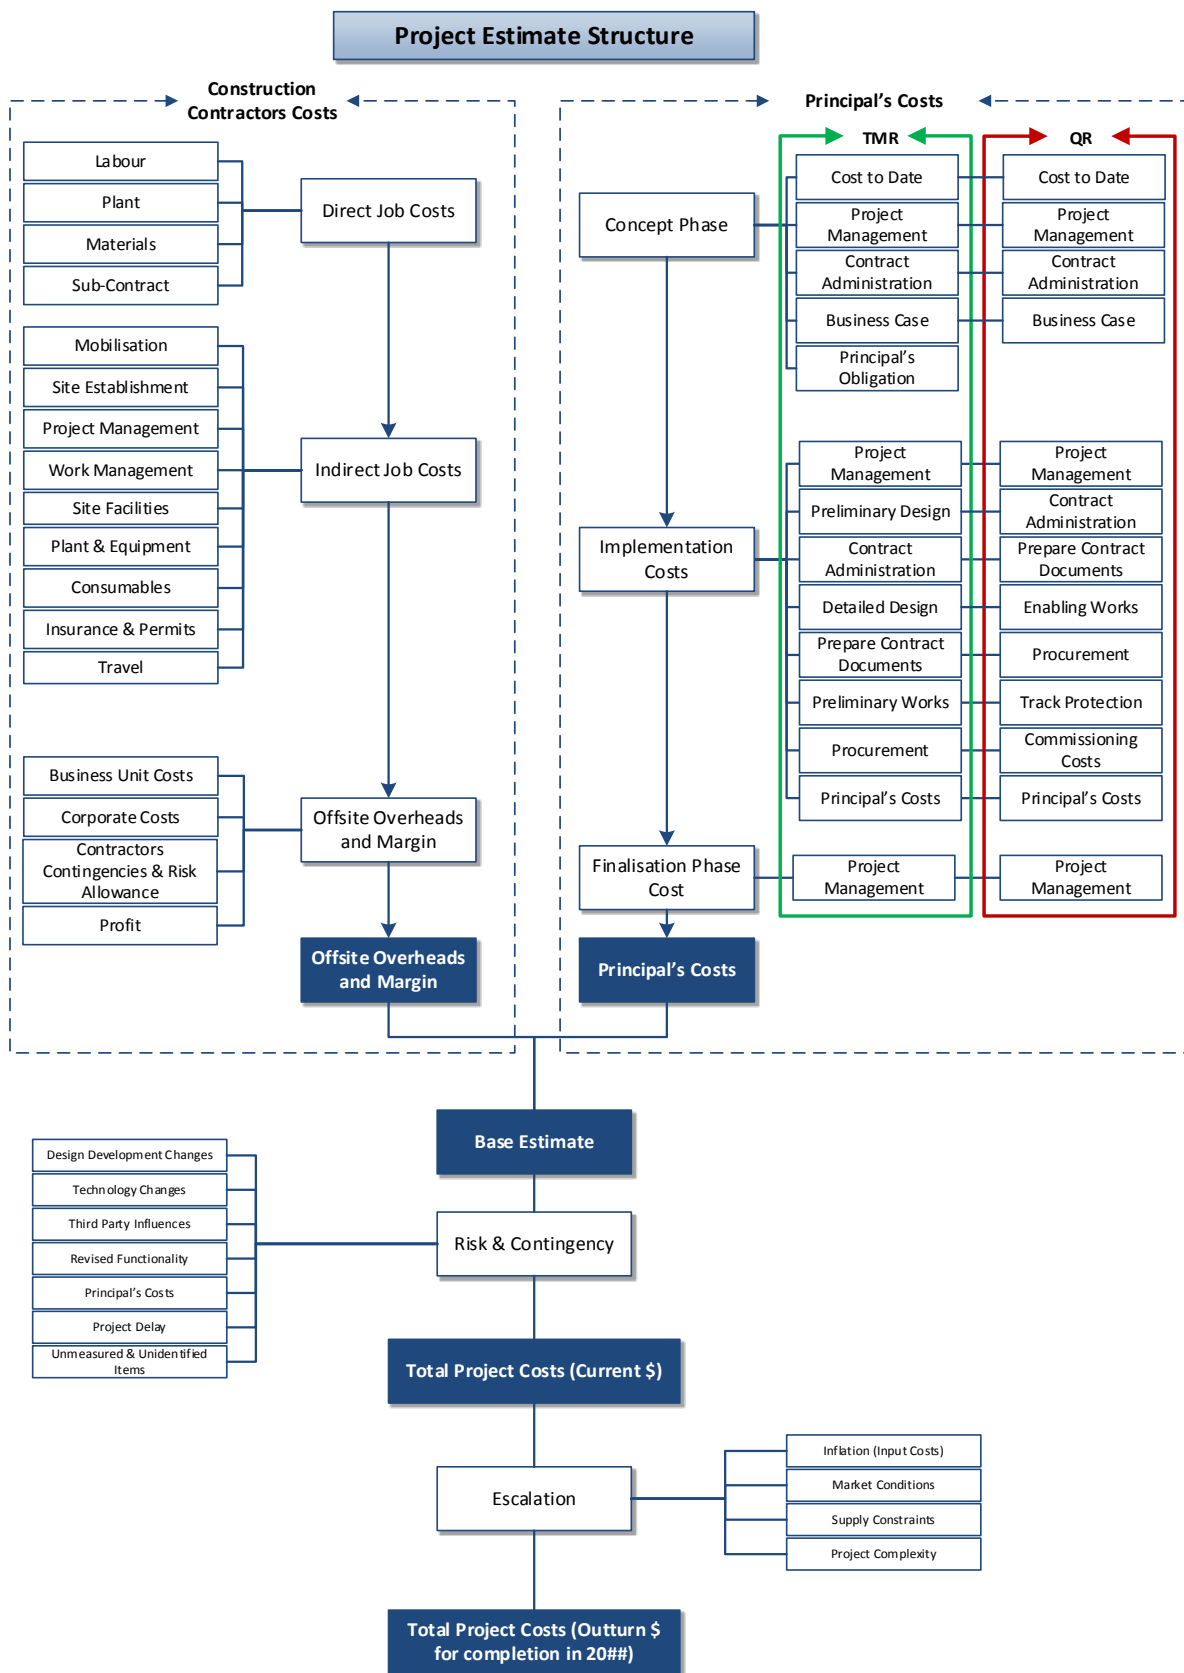 Project Estimate Structure
Construction
Contractors Costs
Labour
Plant
Materials
Sub-Contract
Direct Job Costs
Mobilisation
Site Establishment
Project Management
Work Management
Site Facilities
Plant & Equipment
Consumables
Insurance & Permits
Travel
Indirect Job Costs
Business Unit Costs
Corporate Costs
Contractors
Contingencies & Risk
Allowance
Profit
Offsite Overheads
and Margin
Offsite Overheads
and Margin
Principal's Costs
TMR
QR
Concept Phase
Cost to Date
Cost to Date
Project
Management
Project
Management
Contract
Administration
Contract
Administration
Business Case
Business Case
Principal's
Obligation
Implementation
Costs
Project
Management
Project
Management
Preliminary Design
Contract
Administration
Contract
Administration
Prepare Contract
Documents
Detailed Design
Enabling Works
Prepare Contract
Documents
Procurement
Preliminary Works
Track Protection
Procurement
Commissioning
Costs
Principal's Costs
Principal's Costs
Finalisation Phase
Cost
Project
Management
Project
Management
Principal's Costs
Base Estimate
Design Development Changes
Technology Changes
Third Party Influences
Revised Functionality
Principal's Costs
Project Delay
Unmeasured & Unidentified
Items
Risk & Contingency
Total Project Costs (Current $)
Escalation
Inflation (Input Costs)
Market Conditions
Supply Constraints
Project Complexity
Total Project Costs (Outturn $
for completion in 20##)